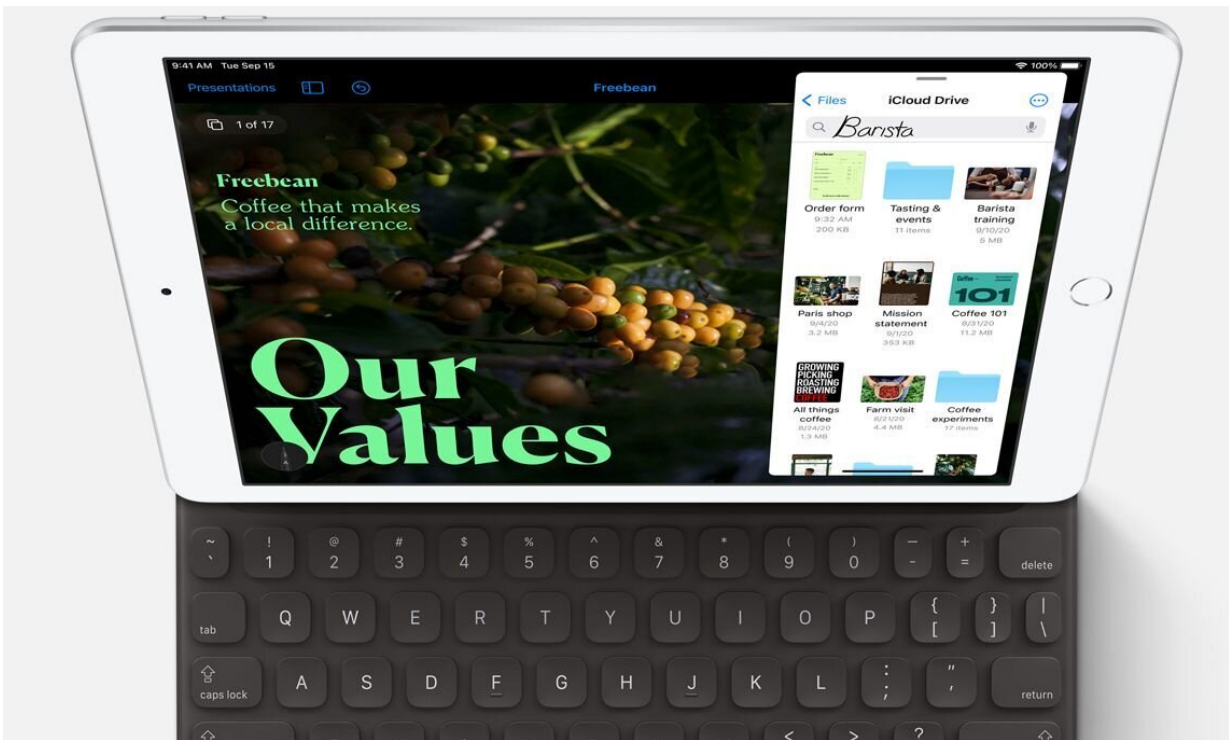 9:41 AM Tue Sep 15
100%
Presentations
Freebean
1 of 17
Freebean
Coffee that makes
a local difference.
Our
Values
Files
iCloud Drive
Barista
Order form
9:32 AM
200 KB
Tasting &
events
11 items
Barista
training
9/10/20
5 MB
Paris shop
9/4/20
3.2 MB
Mission
statement
9/1/20
393 KB
101
Coffee 101
8/31/20
11.2 MB
GROWING
PICKING
ROASTING
BREWING
COFFEE
All things
coffee
8/24/20
1.3 MB
Farm visit
8/21/20
4.4 MB
Coffee
experiments
17 items
~ ! @ # $ % ^ & * ( ) — +
` 1 2 3 4 5 6 7 8 9 0 - = delete
tab Q W E R T Y U I O P { [ } ] | \
caps lock A S D F G H J K L : ; " ' return
< > ?